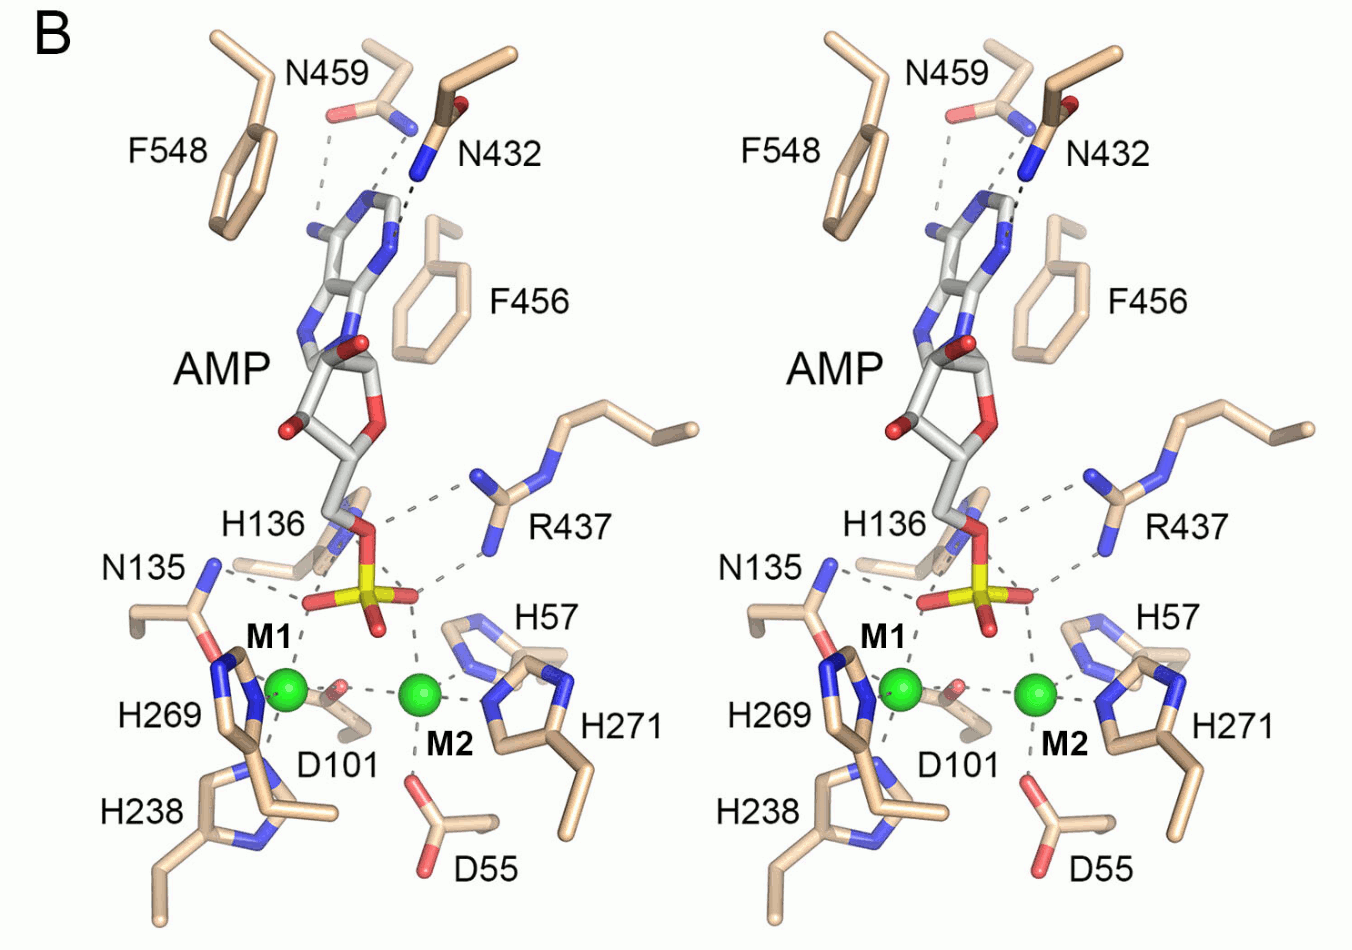 B
N459
N459
F548
N432
F548
N432
F456
F456
AMP
AMP
H136
R437
H136
R437
N135
N135
H57
H57
M1
M1
H269
H271
H269
H271
M2
M2
D101
D101
H238
H238
D55
D55